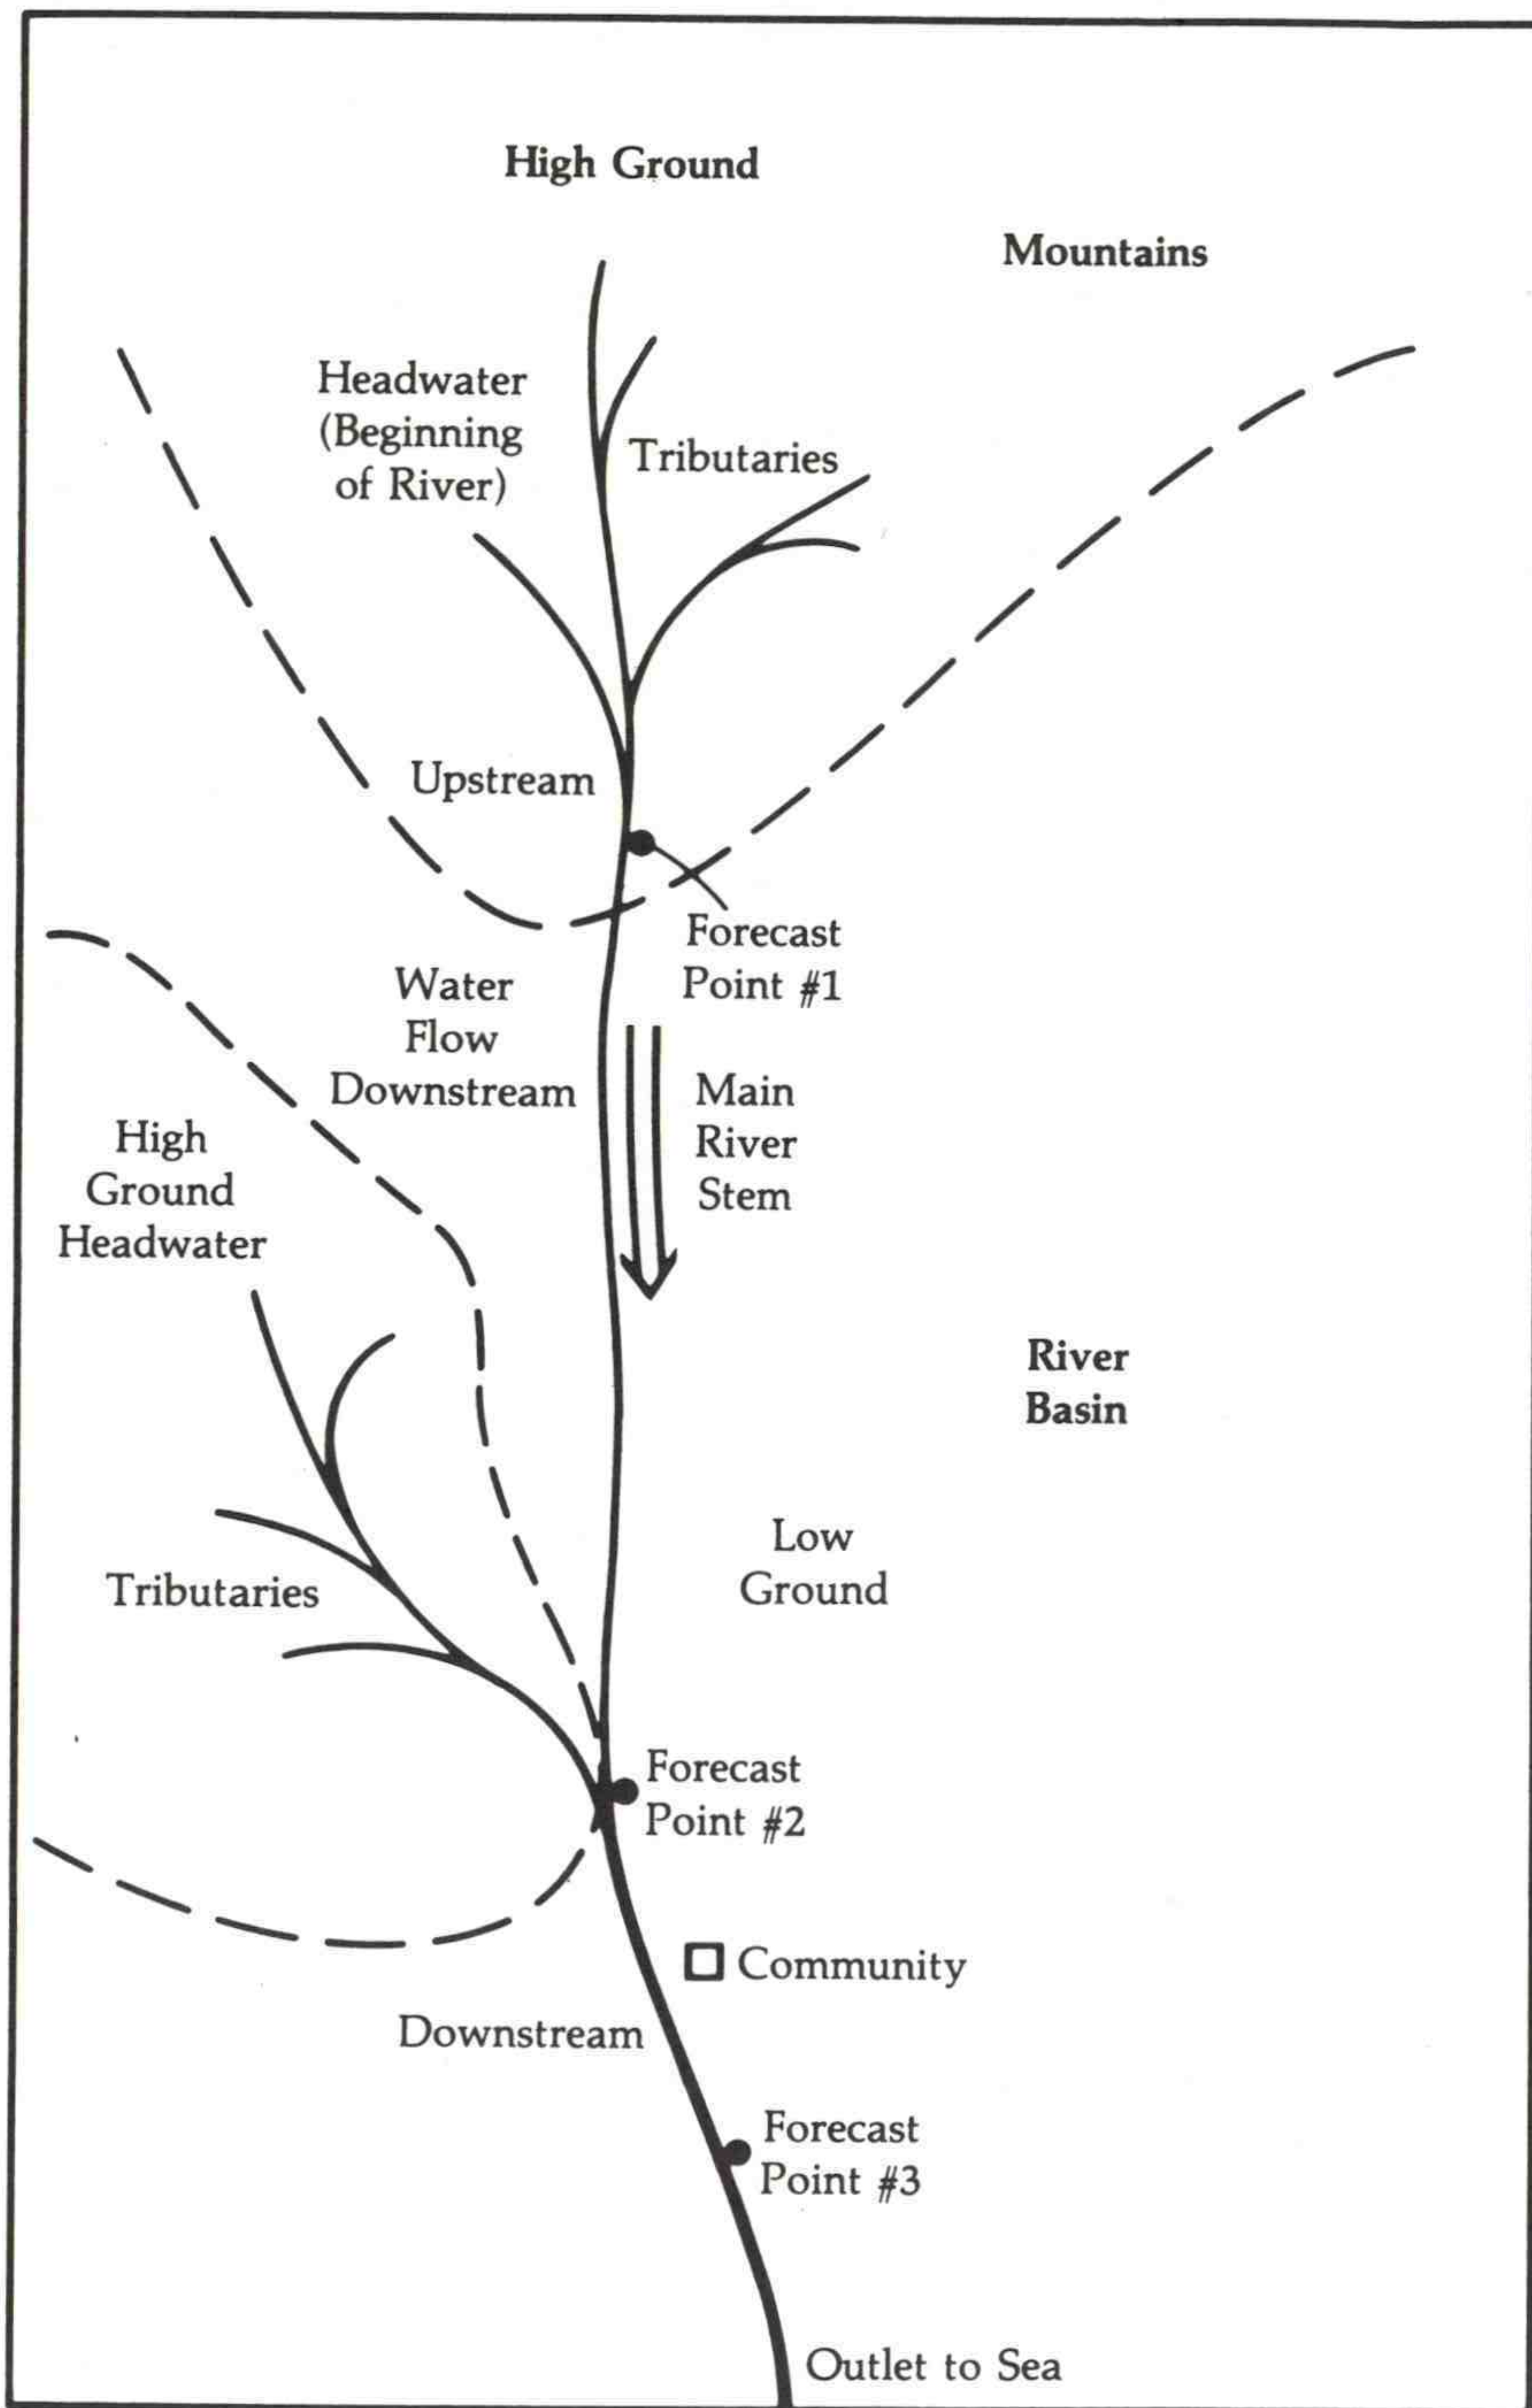 High Ground
Mountains
Headwater
(Beginning
of River)
Tributaries
Upstream
Forecast
Point #1
Water
Flow
Downstream
Main
River
Stem
High
Ground
Headwater
River
Basin
Low
Ground
Tributaries
Forecast
Point #2
Community
Downstream
Forecast
Point #3
Outlet to Sea